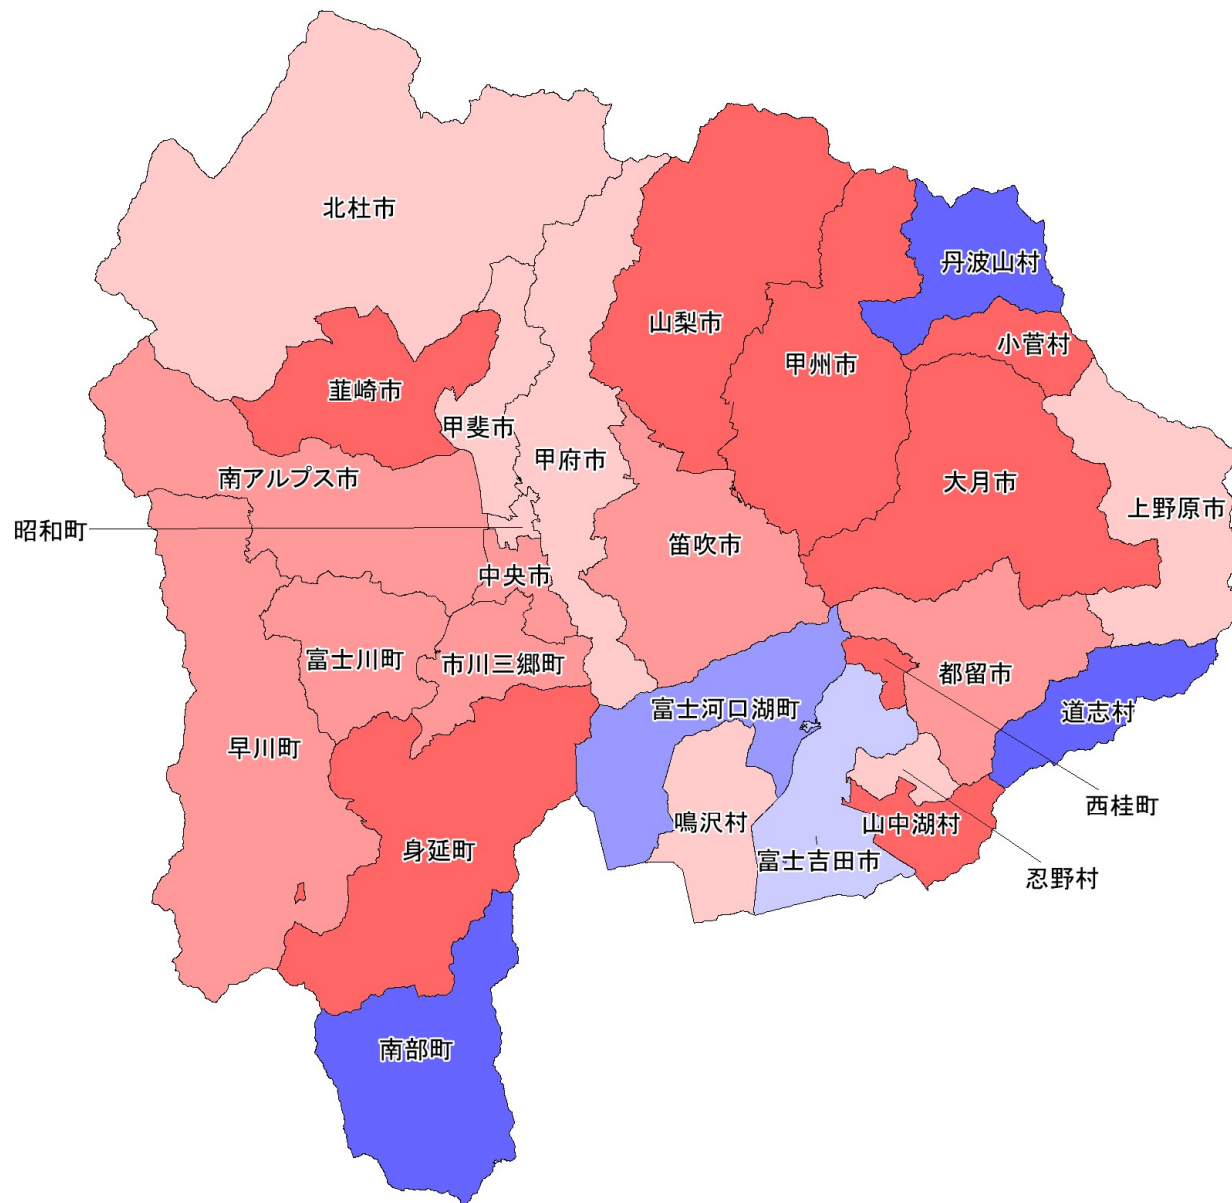 北杜市
丹波山村
山梨市
小菅村
甲州市
韮崎市
甲斐市
甲府市
南アルプス市
大月市
上野原市
昭和町
笛吹市
中央市
富士川町
市川三郷町
都留市
富士河口湖町
道志村
早川町
西桂町
鳴沢村
山中湖村
身延町
富士吉田市
忍野村
南部町